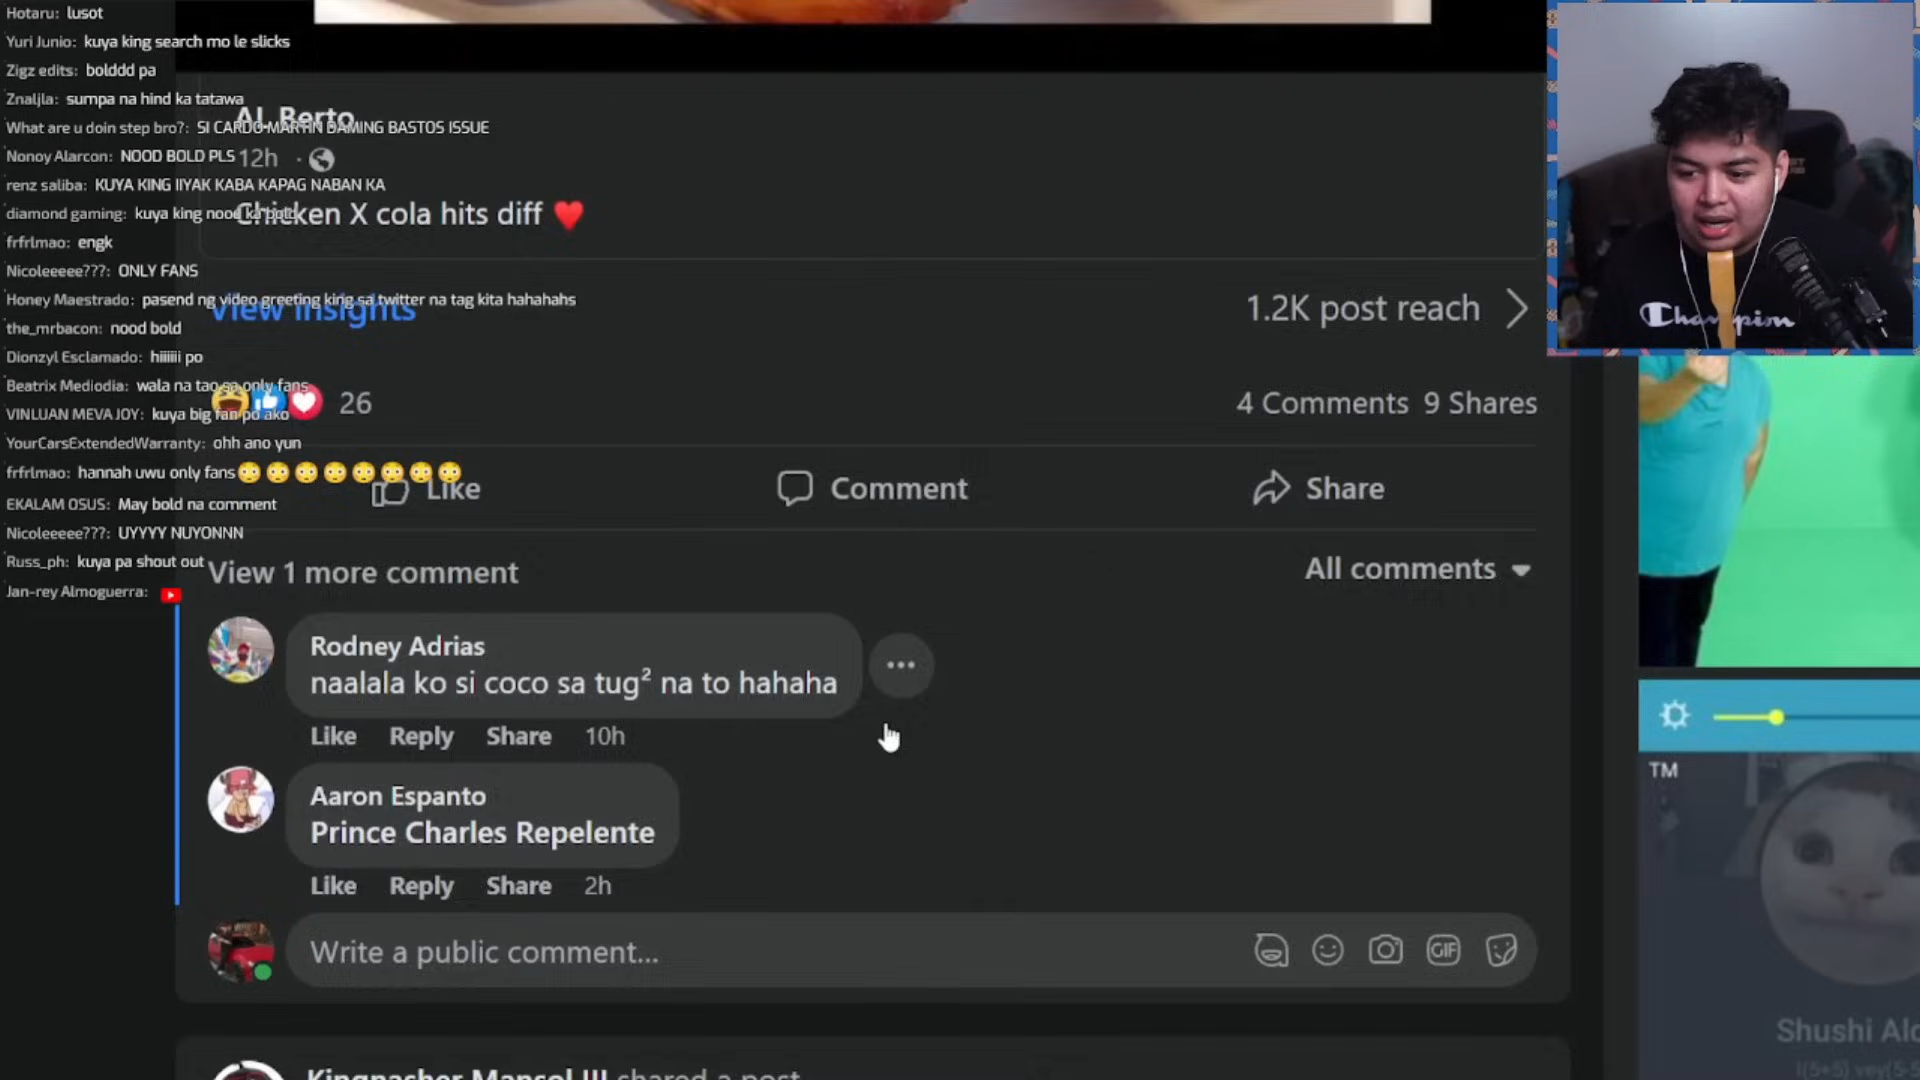 Hotaru: lusot
Yuri Junio: kuya king search mo le slicks
Zigz edits: bolddd pa
Znaljla: sumpa na hind ka tatawa
What are u doin step bro?: SI CARDO MARTIN DAMING BASTOS ISSUE
Nonoy Alarcon: NOOD BOLD PLS
renz saliba: KUYA KING IIYAK KABA KAPAG NABAN KA
diamond gaming: kuya king nood ka bold
frfrlmao: engk
Nicoleeeee???: ONLY FANS
Honey Maestrado: pasend ng video greeting king sa twitter na tag kita hahahahs
the_mrbacon: nood bold
Dionzyl Esclamado: hiiiiii po
Beatrix Mediodia: wala na tao sa only fans
VINLUAN MEVA JOY: kuya big fan po ako
YourCarsExtendedWarranty: ohh ano yun
frfrlmao: hannah uwu only fans😳😳😳😳😳😳😳😳
EKALAM OSUS: May bold na comment
Nicoleeeee???: UYYYY NUYONNN
Russ_ph: kuya pa shout out
Jan-rey Almoguerra:
AL Berto
12h ·
Chicken X cola hits diff ❤️
View insights
1.2K post reach
26
4 Comments 9 Shares
Like Comment Share
View 1 more comment
All comments
Rodney Adrias
naalala ko si coco sa tug² na to hahaha
Like Reply Share 10h
Aaron Espanto
Prince Charles Repelente
Like Reply Share 2h
Write a public comment...
GIF
Champion
TM
Shushi
shared a post